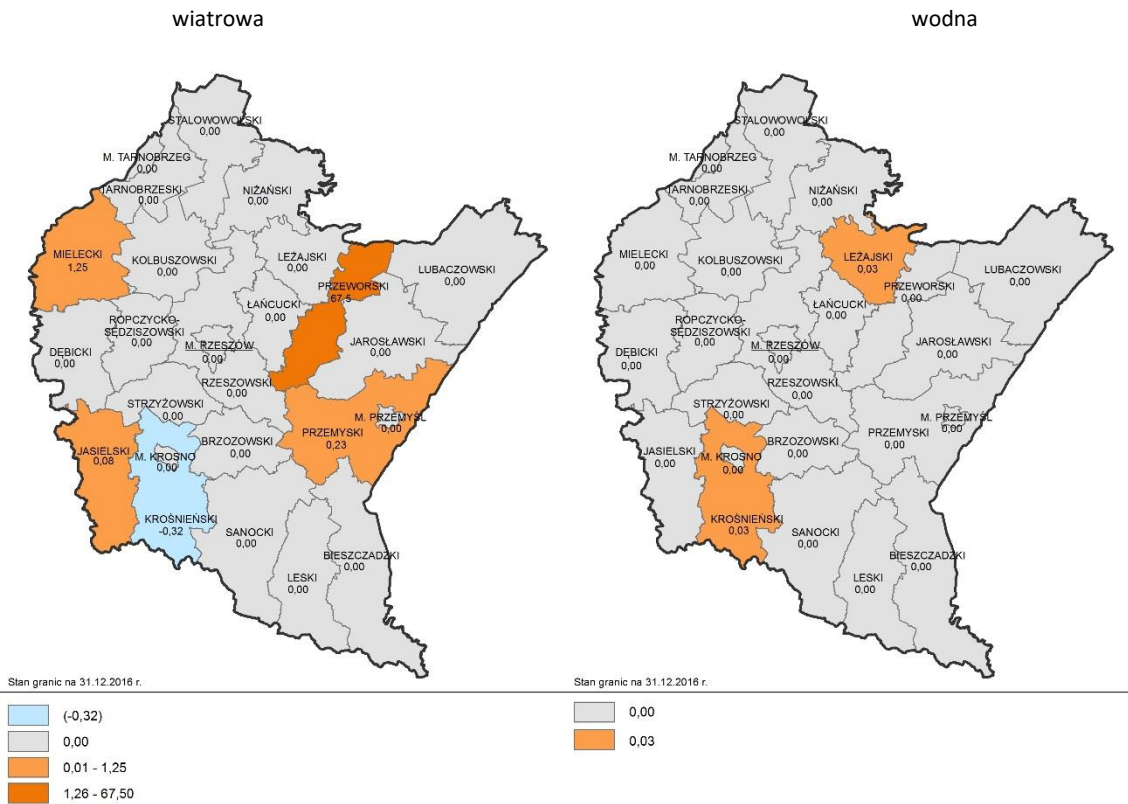 wiatrowa
wodna
STALOWOWOLSKI
0,00
M. TARNOBRZEG
0,00
TARNOBRZESKI
0,00
NIŻAŃSKI
0,00
MIELECKI
1,25
KOLBUSZOWSKI
0,00
LEŻAJSKI
0,00
LUBACZOWSKI
0,00
PRZEWORSKI
67,5
ŁAŃCUCKI
0,00
ROPCZYCKO-
SĘDZISZOWSKI
0,00
M. RZESZÓW
0,00
JAROSŁAWSKI
0,00
DĘBICKI
0,00
RZESZOWSKI
0,00
STRZYŻOWSKI
0,00
M. PRZEMYŚL
0,00
PRZEMYSKI
0,23
BRZOZOWSKI
0,00
JASIELSKI
0,08
M. KROSNO
0,00
KROŚNIEŃSKI
-0,32
SANOCKI
0,00
BIESZCZADZKI
0,00
LESKI
0,00
Stan granic na 31.12.2016 r.
(-0,32)
0,00
0,01 - 1,25
1,26 - 67,50
STALOWOWOLSKI
0,00
M. TARNOBRZEG
0,00
TARNOBRZESKI
0,00
NIŻAŃSKI
0,00
MIELECKI
0,00
KOLBUSZOWSKI
0,00
LEŻAJSKI
0,03
LUBACZOWSKI
0,00
PRZEWORSKI
0,00
ŁAŃCUCKI
0,00
ROPCZYCKO-
SĘDZISZOWSKI
0,00
M. RZESZÓW
0,00
JAROSŁAWSKI
0,00
DĘBICKI
0,00
RZESZOWSKI
0,00
STRZYŻOWSKI
0,00
M. PRZEMYŚL
0,00
PRZEMYSKI
0,00
BRZOZOWSKI
0,00
JASIELSKI
0,00
M. KROSNO
0,00
KROŚNIEŃSKI
0,03
SANOCKI
0,00
BIESZCZADZKI
0,00
LESKI
0,00
Stan granic na 31.12.2016 r.
0,00
0,03